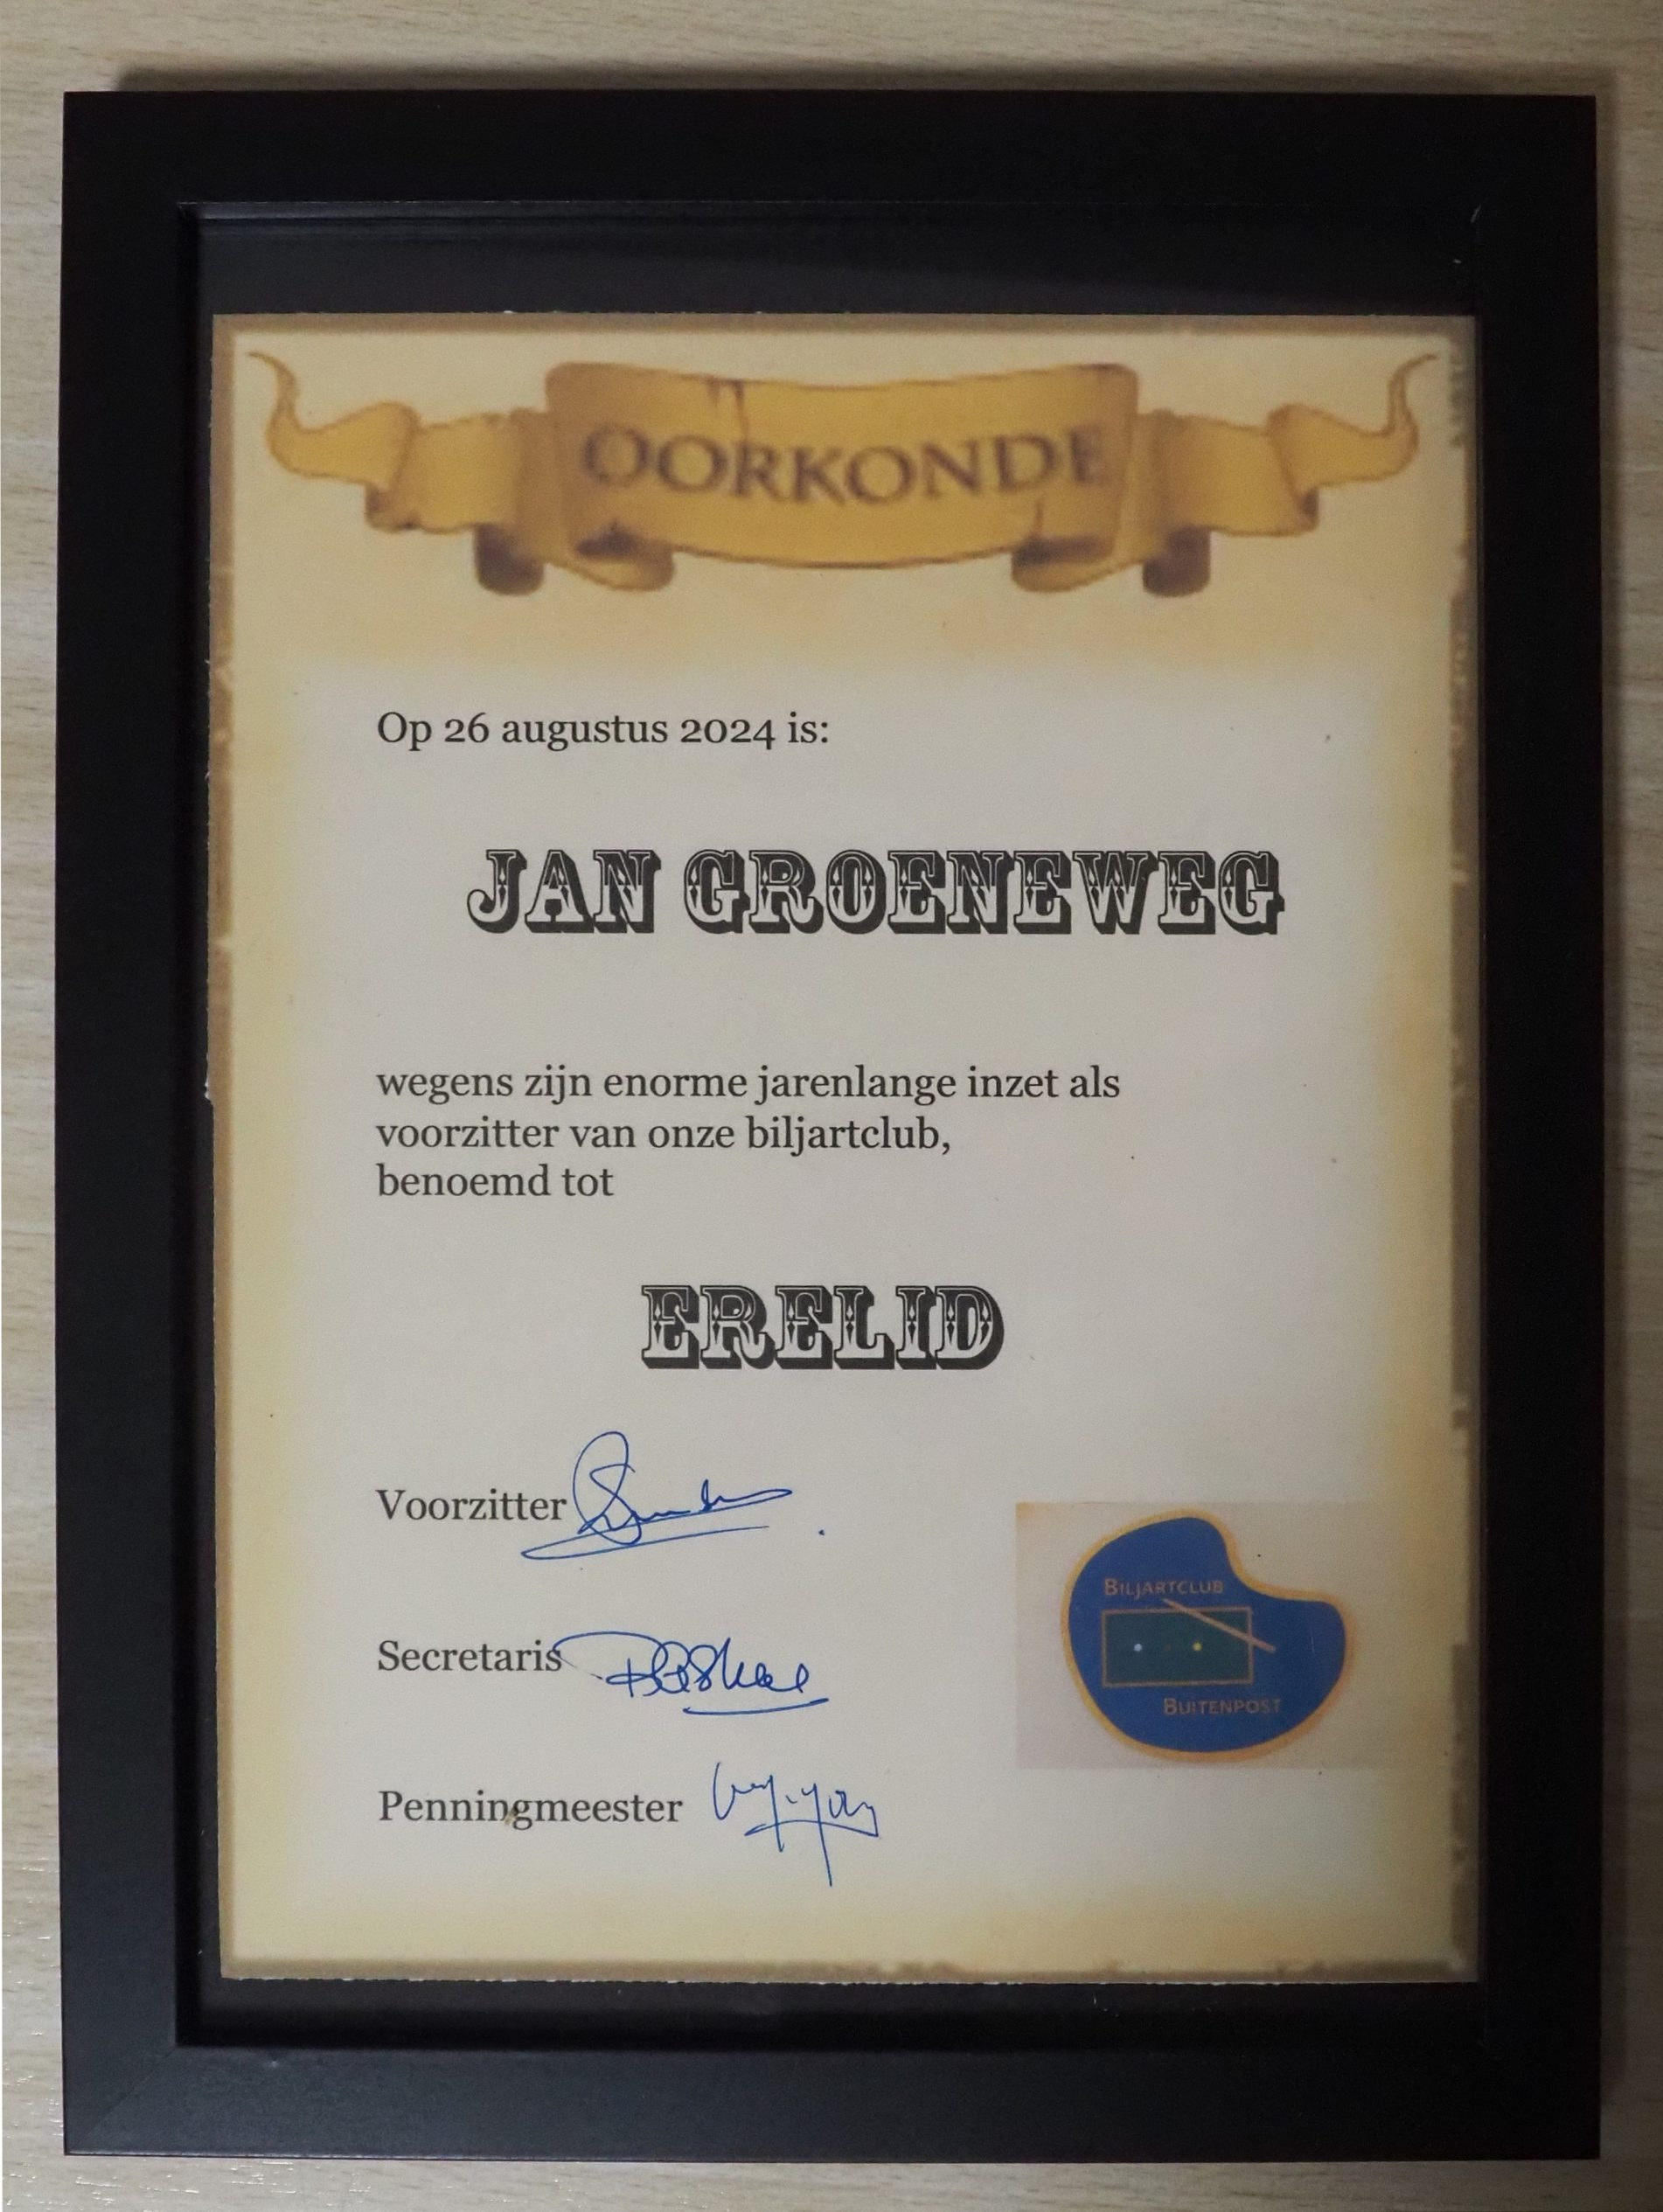 OORKONDE
Op 26 augustus 2024 is:
JAN GROENEWEG
wegens zijn enorme jarenlange inzet als
voorzitter van onze biljartclub,
benoemd tot
ERELID
Voorzitter
Secretaris
Penningmeester
BILJARTCLUB
BUITENPOST